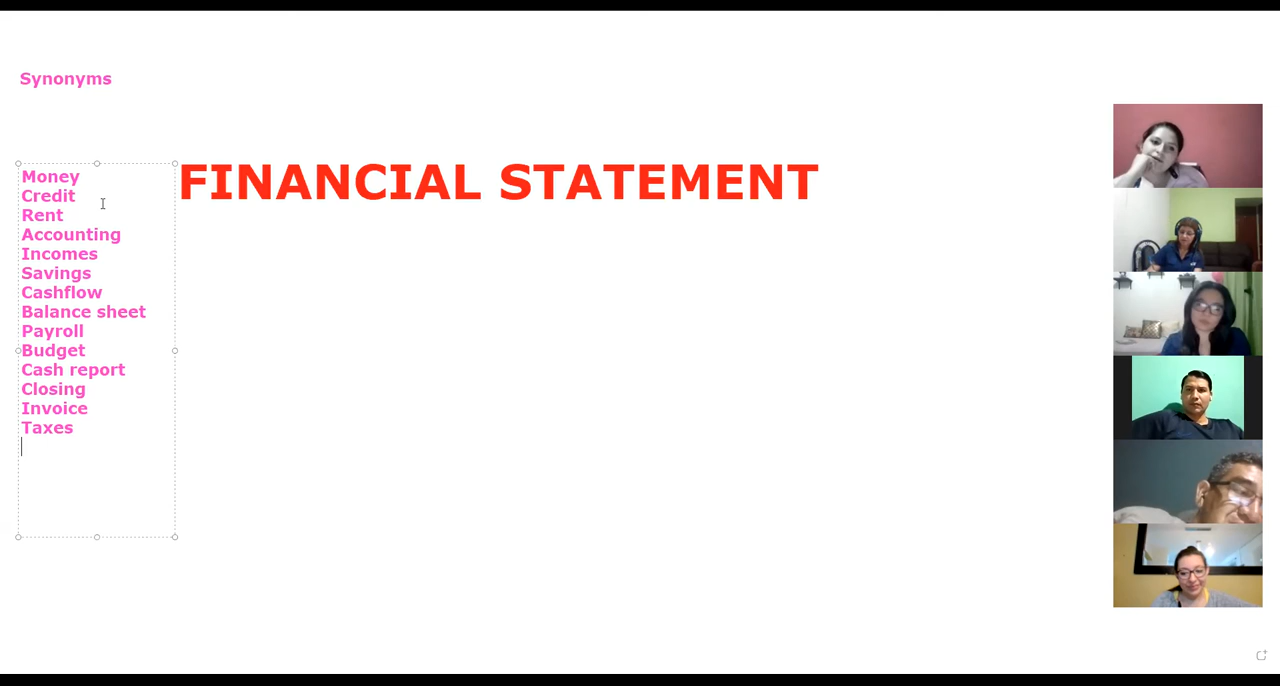 Synonyms
FINANCIAL STATEMENT
Money
Credit
Rent
Accounting
Incomes
Savings
Cashflow
Balance sheet
Payroll
Budget
Cash report
Closing
Invoice
Taxes